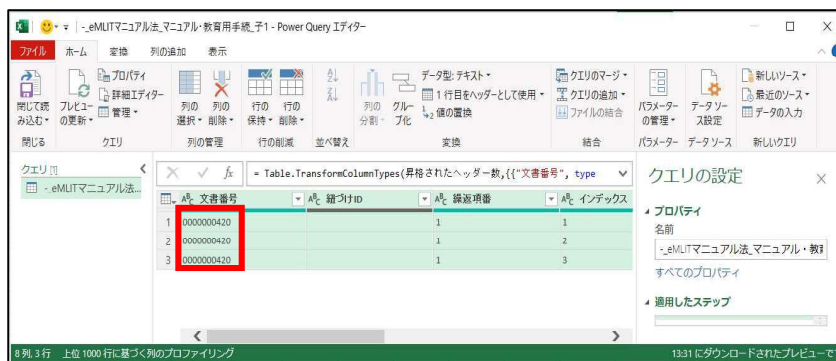 -_eMLITマニュアル法_マニュアル・教育用手続_子1 - Power Query エディター
ファイル ホーム 変換 列の追加 表示
閉じて読み込む
プレビューの更新
プロパティ
詳細エディター
管理
列の選択
列の削除
行の保持
行の削除
列の分割
グループ化
データ型: テキスト
1 行目をヘッダーとして使用
値の置換
クエリのマージ
クエリの追加
ファイルの結合
パラメーターの管理
データ ソース設定
新しいソース
最近のソース
データの入力
閉じる クエリ 列の管理 行の削減 並べ替え 変換 結合 パラメーター データ ソース 新しいクエリ
クエリ [1]
-_eMLITマニュアル法...
fx = Table.TransformColumnTypes(昇格されたヘッダー数,{{"文書番号", type
ABC 文書番号 ABC 紐づけID ABC 繰返項番 ABC インデックス
1 0000000420 1 1
2 0000000420 1 2
3 0000000420 1 3
クエリの設定
プロパティ
名前
-_eMLITマニュアル法_マニュアル・教
すべてのプロパティ
適用したステップ
8 列, 3 行 上位 1000 行に基づく列のプロファイリング
13:31 にダウンロードされたプレビューで